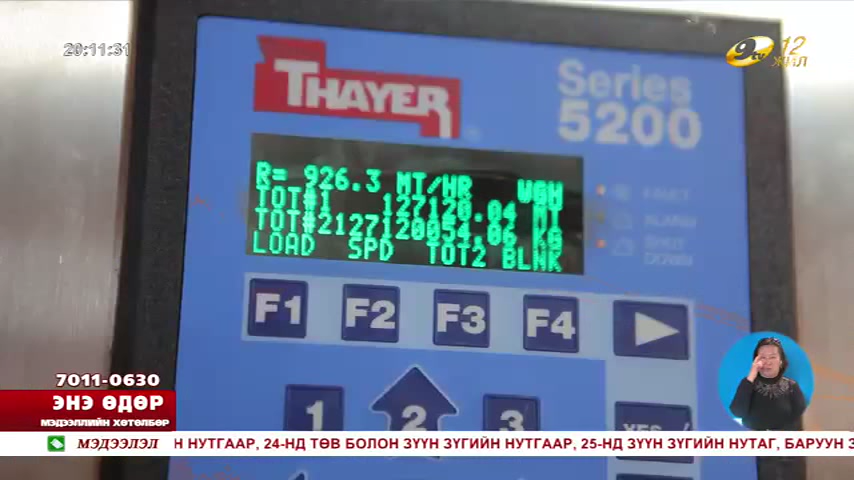 20:11:31
9tv
12
ЖИЛ
THAYER
Series
5200
R= 926.3 MT/HR WGH
TOT#1 127120.04 MT
TOT#2127120054.06 KG
LOAD SPD TOT2 BLNK
FAULT
ALARM
SHUT
DOWN
F1 F2 F3 F4
1 2 3
YES
7011-0630
ЭНЭ ӨДӨР
МЭДЭЭЛЛИЙН ХӨТӨЛБӨР
МЭДЭЭЛЭЛ
Н НУТГААР, 24-НД ТӨВ БОЛОН ЗҮҮН ЗҮГИЙН НУТГААР, 25-НД ЗҮҮН ЗҮГИЙН НУТАГ, БАРУУН